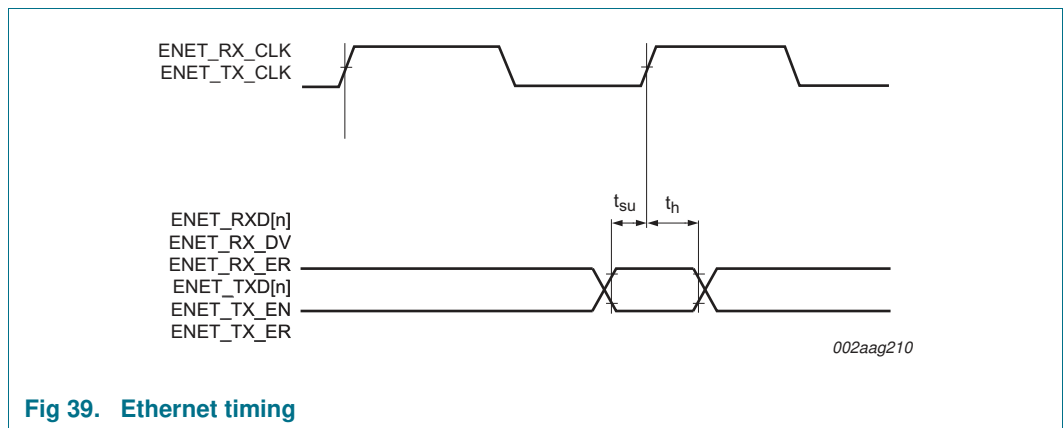 ENET_RX_CLK
ENET_TX_CLK
tsu
th
ENET_RXD[n]
ENET_RX_DV
ENET_RX_ER
ENET_TXD[n]
ENET_TX_EN
ENET_TX_ER
002aag210
Fig 39. Ethernet timing